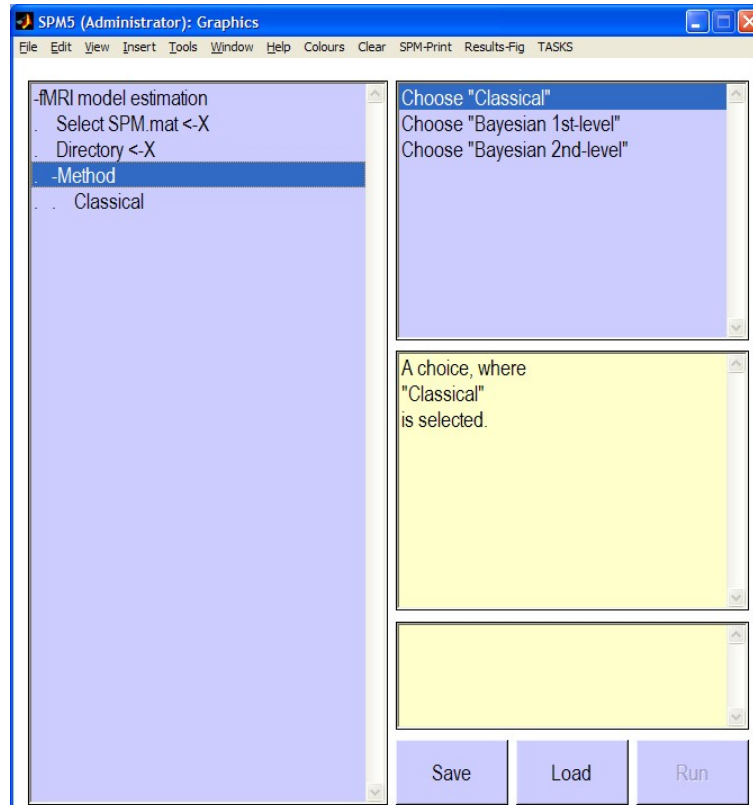 SPM5 (Administrator): Graphics
File Edit View Insert Tools Window Help Colours Clear SPM-Print Results-Fig TASKS
-fMRI model estimation
. Select SPM.mat <-X
. Directory <-X
. -Method
. . Classical
Choose "Classical"
Choose "Bayesian 1st-level"
Choose "Bayesian 2nd-level"
A choice, where
"Classical"
is selected.
Save Load Run